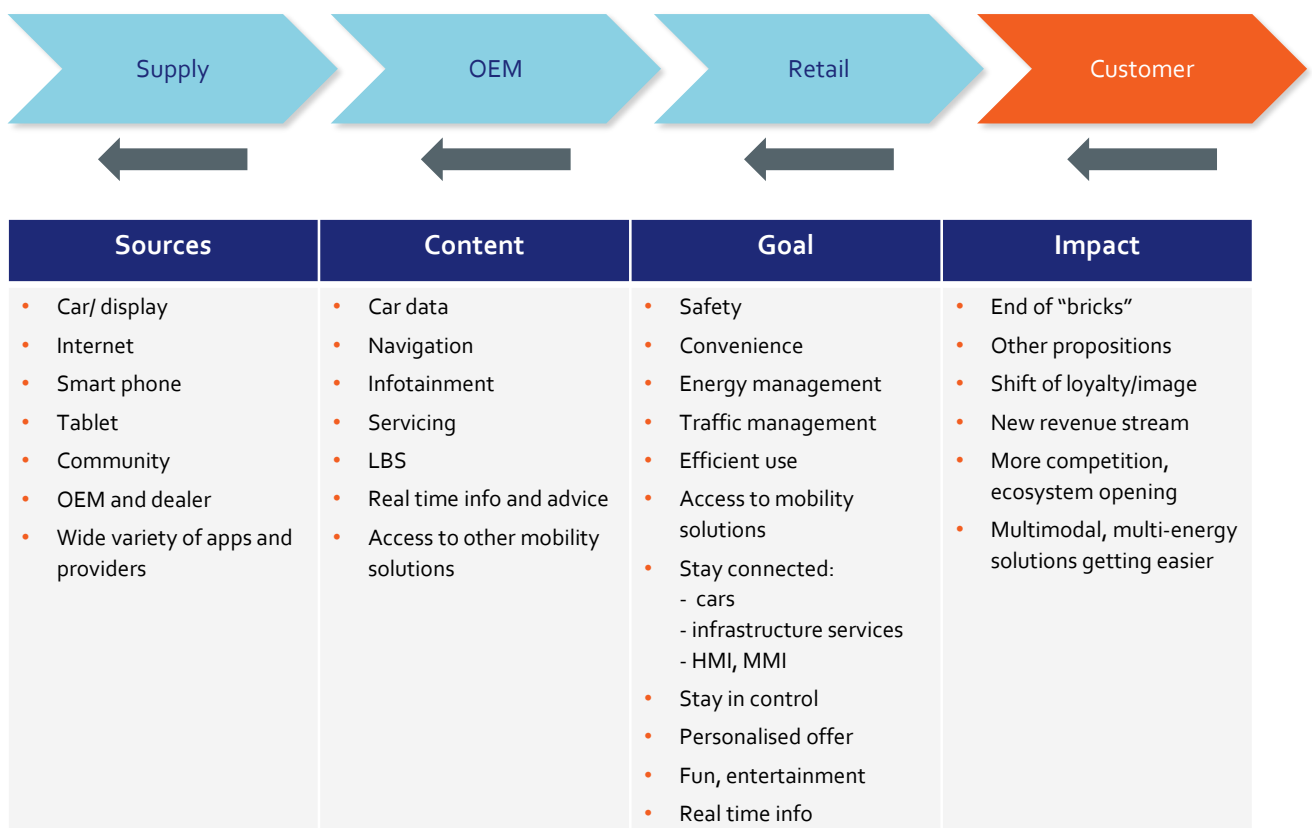 Supply
OEM
Retail
Customer
Sources
Content
Goal
Impact
• Car/ display
• Internet
• Smart phone
• Tablet
• Community
• OEM and dealer
• Wide variety of apps and
providers
• Car data
• Navigation
• Infotainment
• Servicing
• LBS
• Real time info and advice
• Access to other mobility
solutions
• Safety
• Convenience
• Energy management
• Traffic management
• Efficient use
• Access to mobility
solutions
• Stay connected:
- cars
- infrastructure services
- HMI, MMI
• Stay in control
• Personalised offer
• Fun, entertainment
• Real time info
• End of “bricks”
• Other propositions
• Shift of loyalty/image
• New revenue stream
• More competition,
ecosystem opening
• Multimodal, multi-energy
solutions getting easier